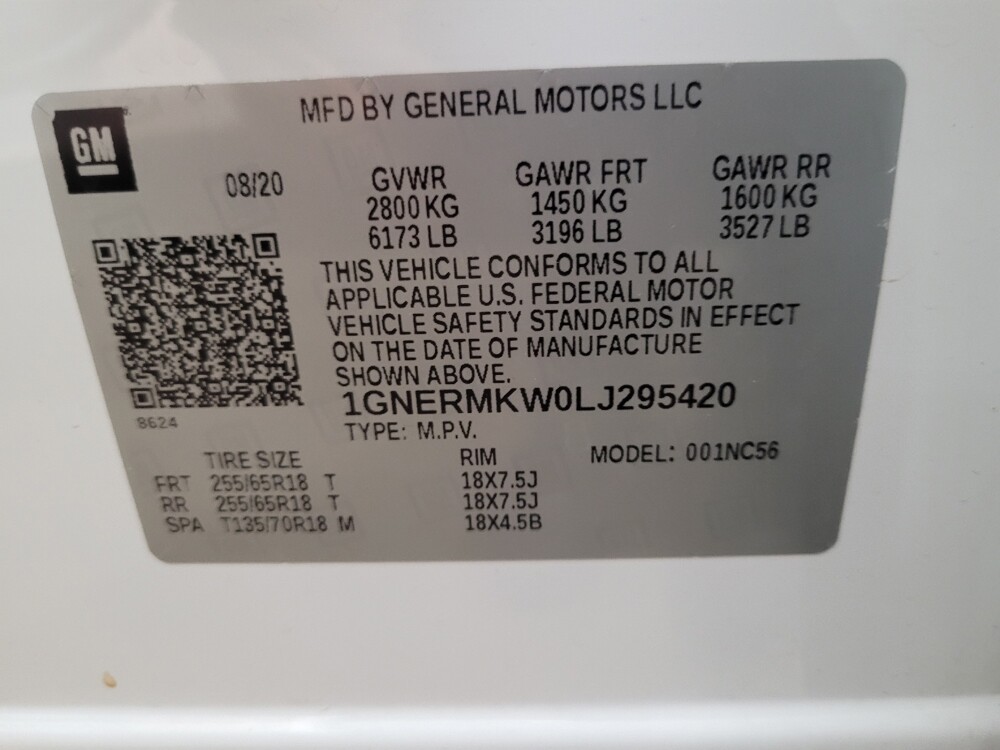 MFD BY GENERAL MOTORS LLC
GM
08/20
GVWR GAWR FRT GAWR RR
2800 KG 1450 KG 1600 KG
6173 LB 3196 LB 3527 LB
THIS VEHICLE CONFORMS TO ALL
APPLICABLE U.S. FEDERAL MOTOR
VEHICLE SAFETY STANDARDS IN EFFECT
ON THE DATE OF MANUFACTURE
SHOWN ABOVE.
1GNERMKW0LJ295420
8624
TYPE: M.P.V.
TIRE SIZE RIM MODEL: 001NC56
FRT 255/65R18 T 18X7.5J
RR 255/65R18 T 18X7.5J
SPA T135/70R18 M 18X4.5B